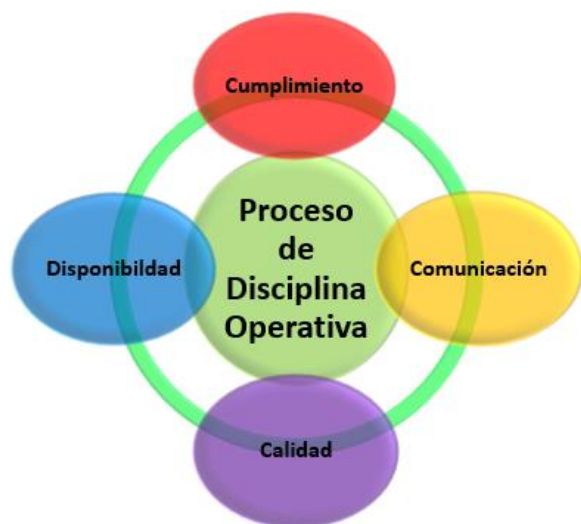 Cumplimiento
Proceso
de
Disciplina
Operativa
Disponibildad
Comunicación
Calidad